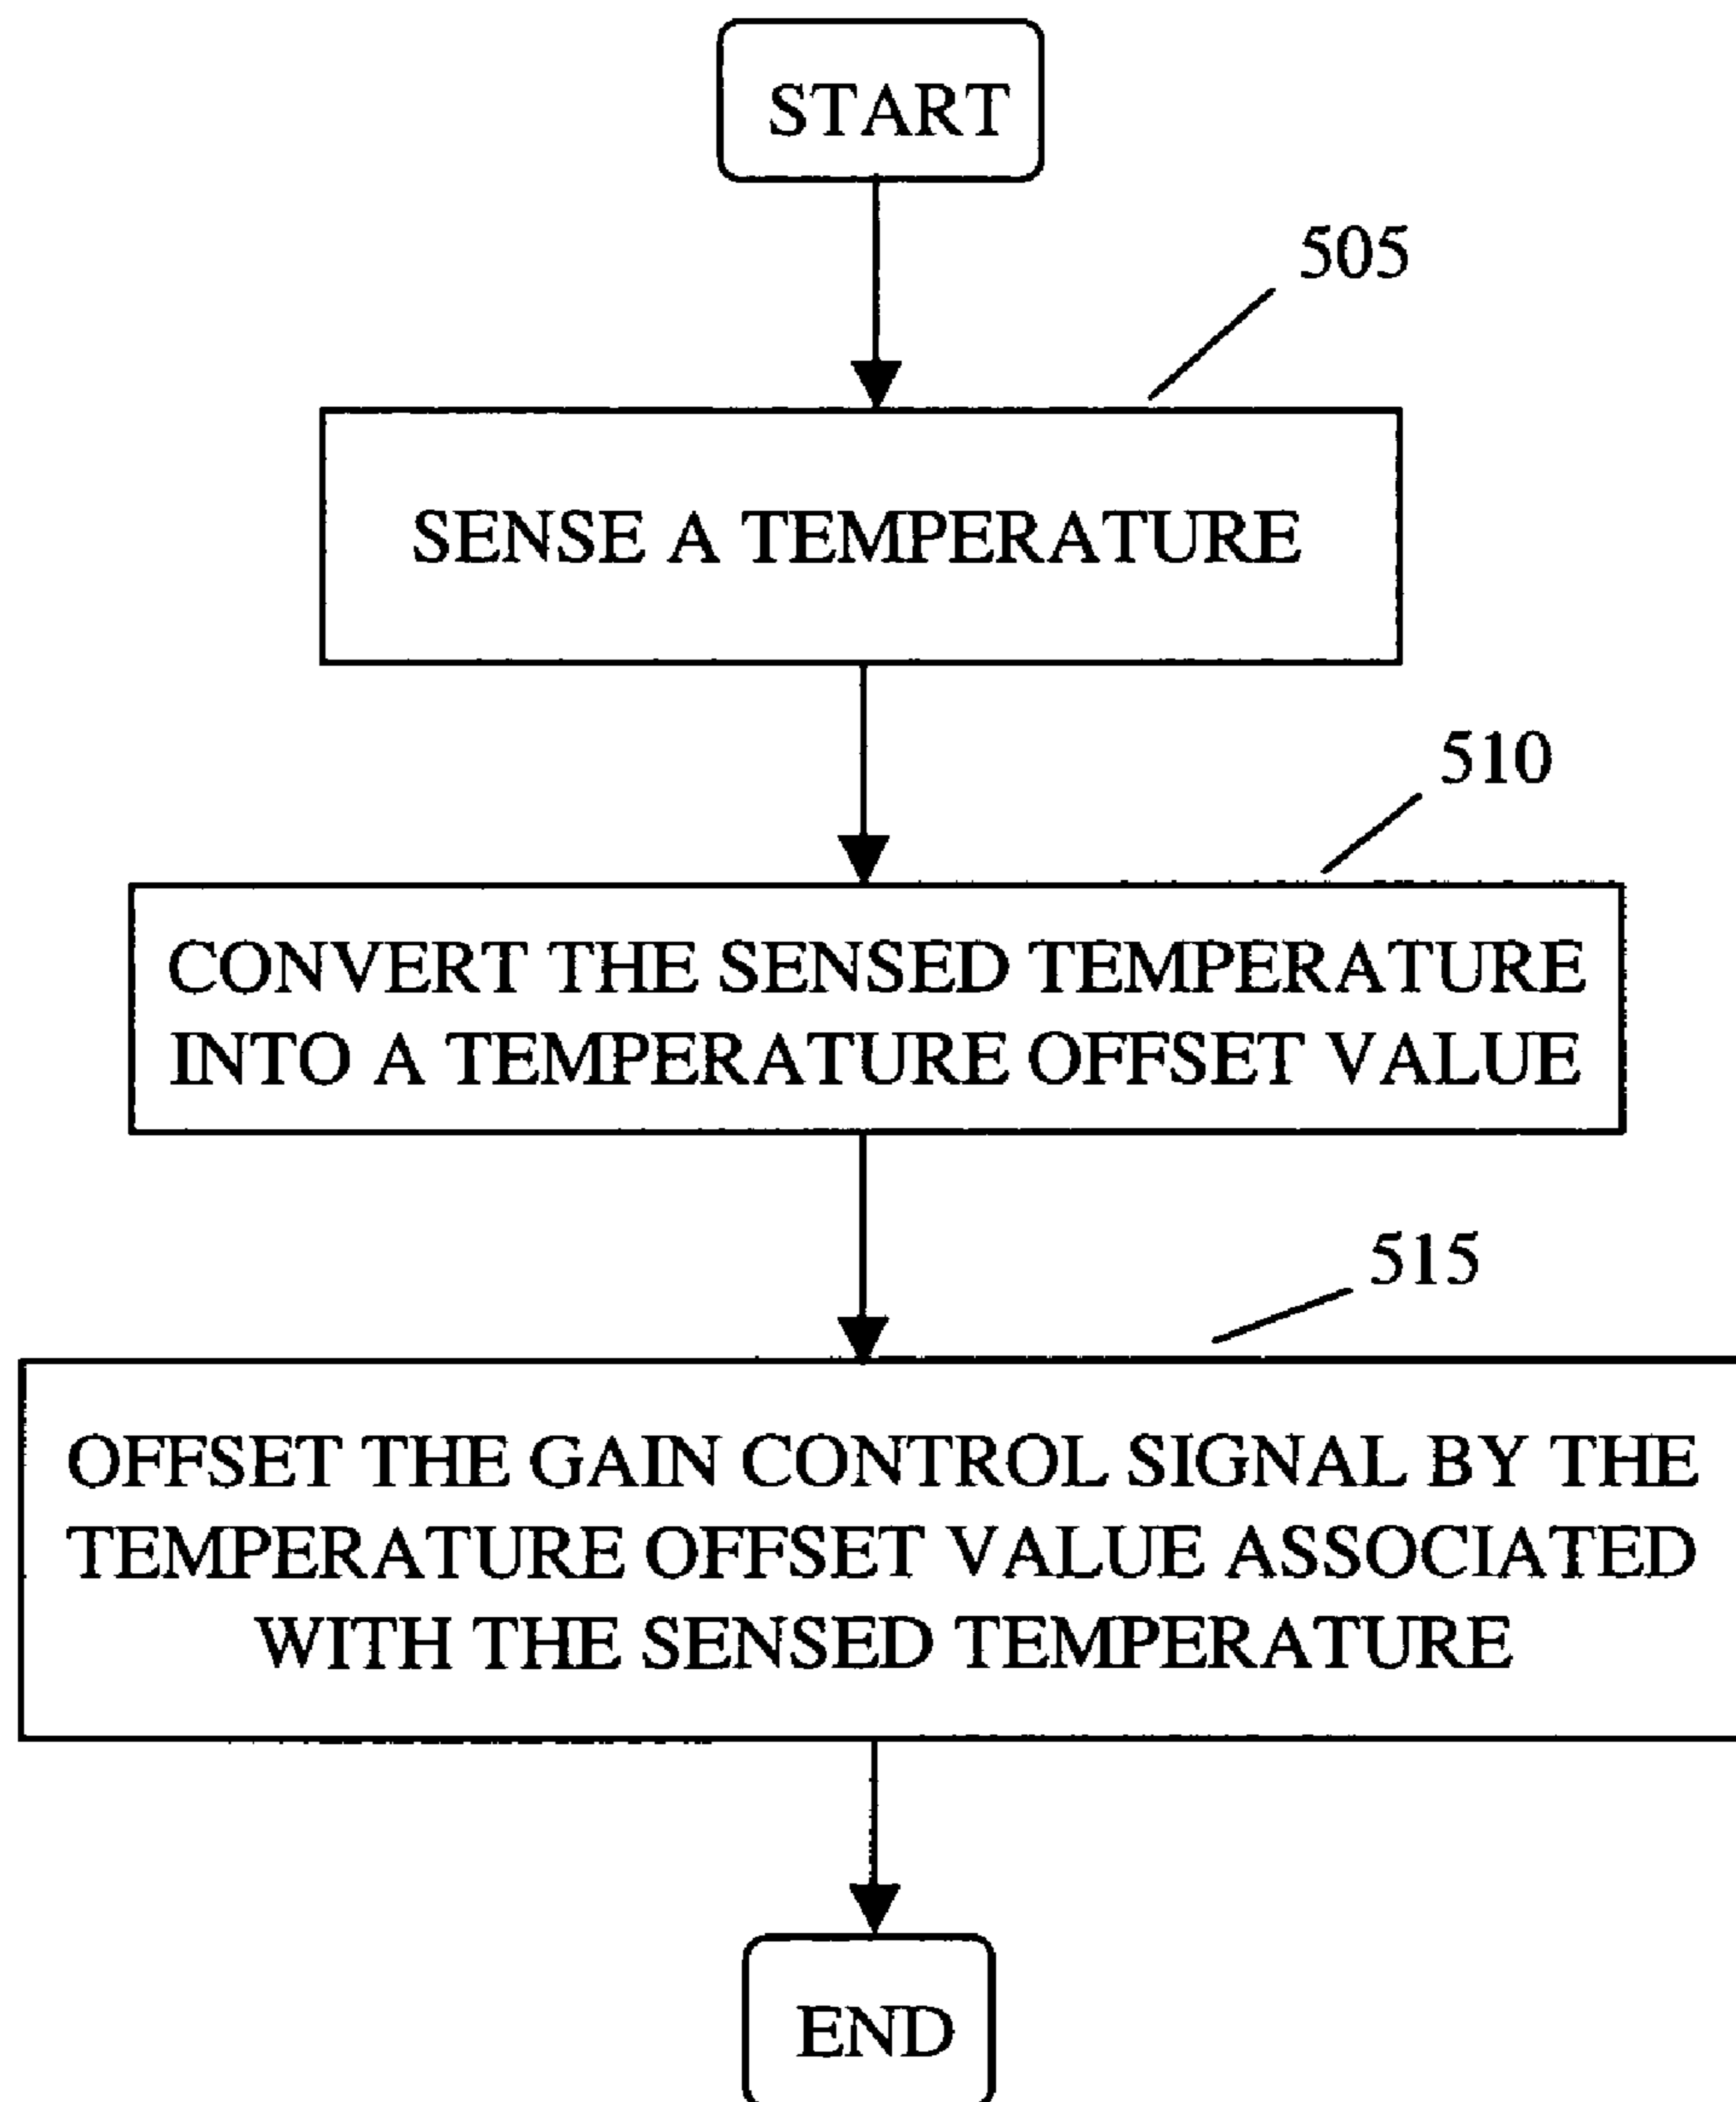 START
505
SENSE A TEMPERATURE
510
CONVERT THE SENSED TEMPERATURE
INTO A TEMPERATURE OFFSET VALUE
515
OFFSET THE GAIN CONTROL SIGNAL BY THE
TEMPERATURE OFFSET VALUE ASSOCIATED
WITH THE SENSED TEMPERATURE
END